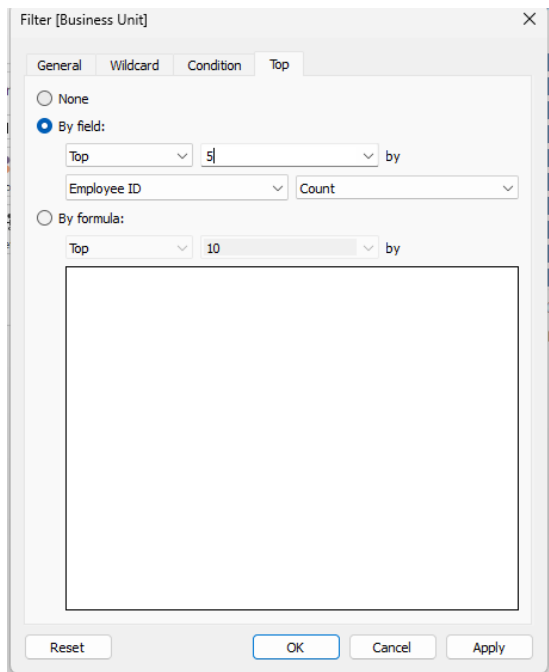 Filter [Business Unit]
General Wildcard Condition Top
None
By field:
Top 5 by
Employee ID Count
By formula:
Top 10 by
Reset OK Cancel Apply